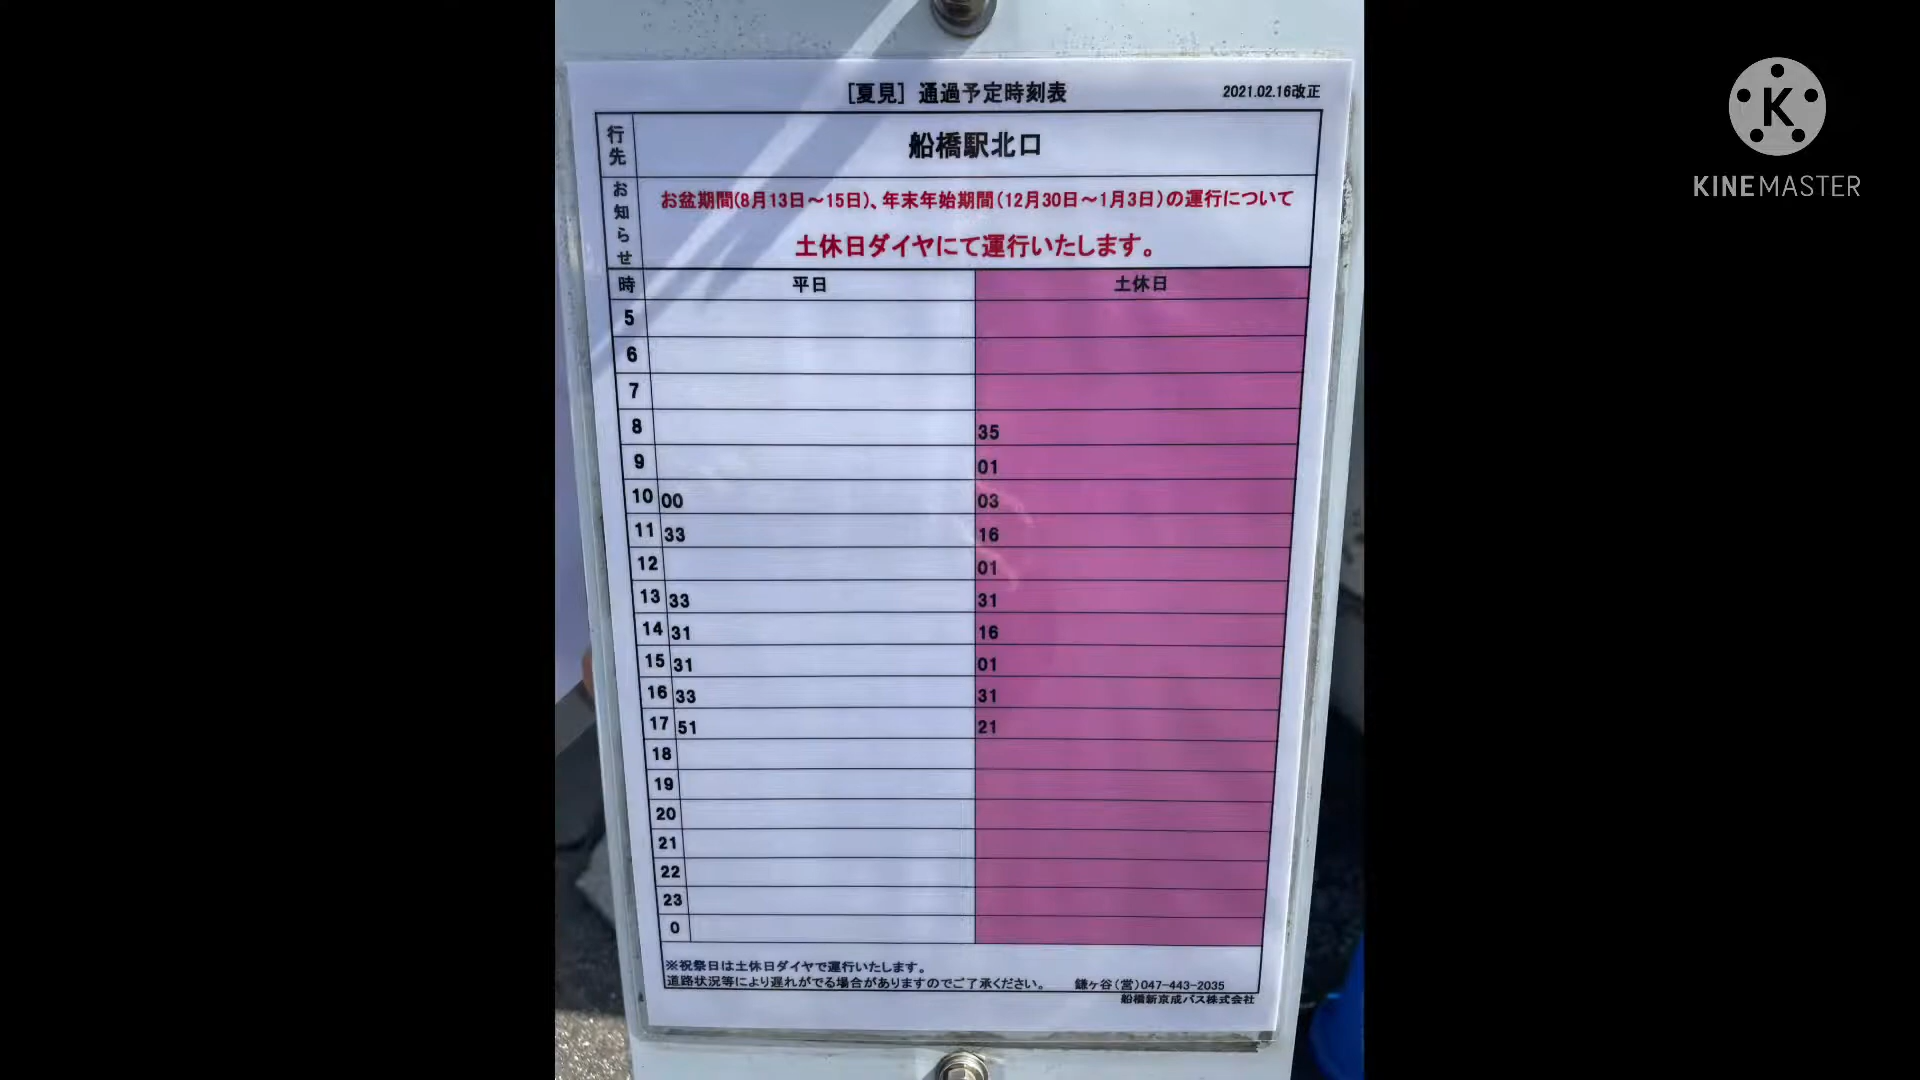 [夏見] 通過予定時刻表 2021.02.16改正
行先 船橋駅北口
お知らせ お盆期間(8月13日～15日)、年末年始期間(12月30日～1月3日)の運行について
土休日ダイヤにて運行いたします。
時 平日 土休日
5
6
7
8 35
9 01
10 00 03
11 33 16
12 01
13 33 31
14 31 16
15 31 01
16 33 31
17 51 21
18
19
20
21
22
23
0
※祝祭日は土休日ダイヤで運行いたします。
道路状況等により遅れがでる場合がありますのでご了承ください。 鎌ヶ谷(営)047-443-2035
船橋新京成バス株式会社
K
KINEMASTER